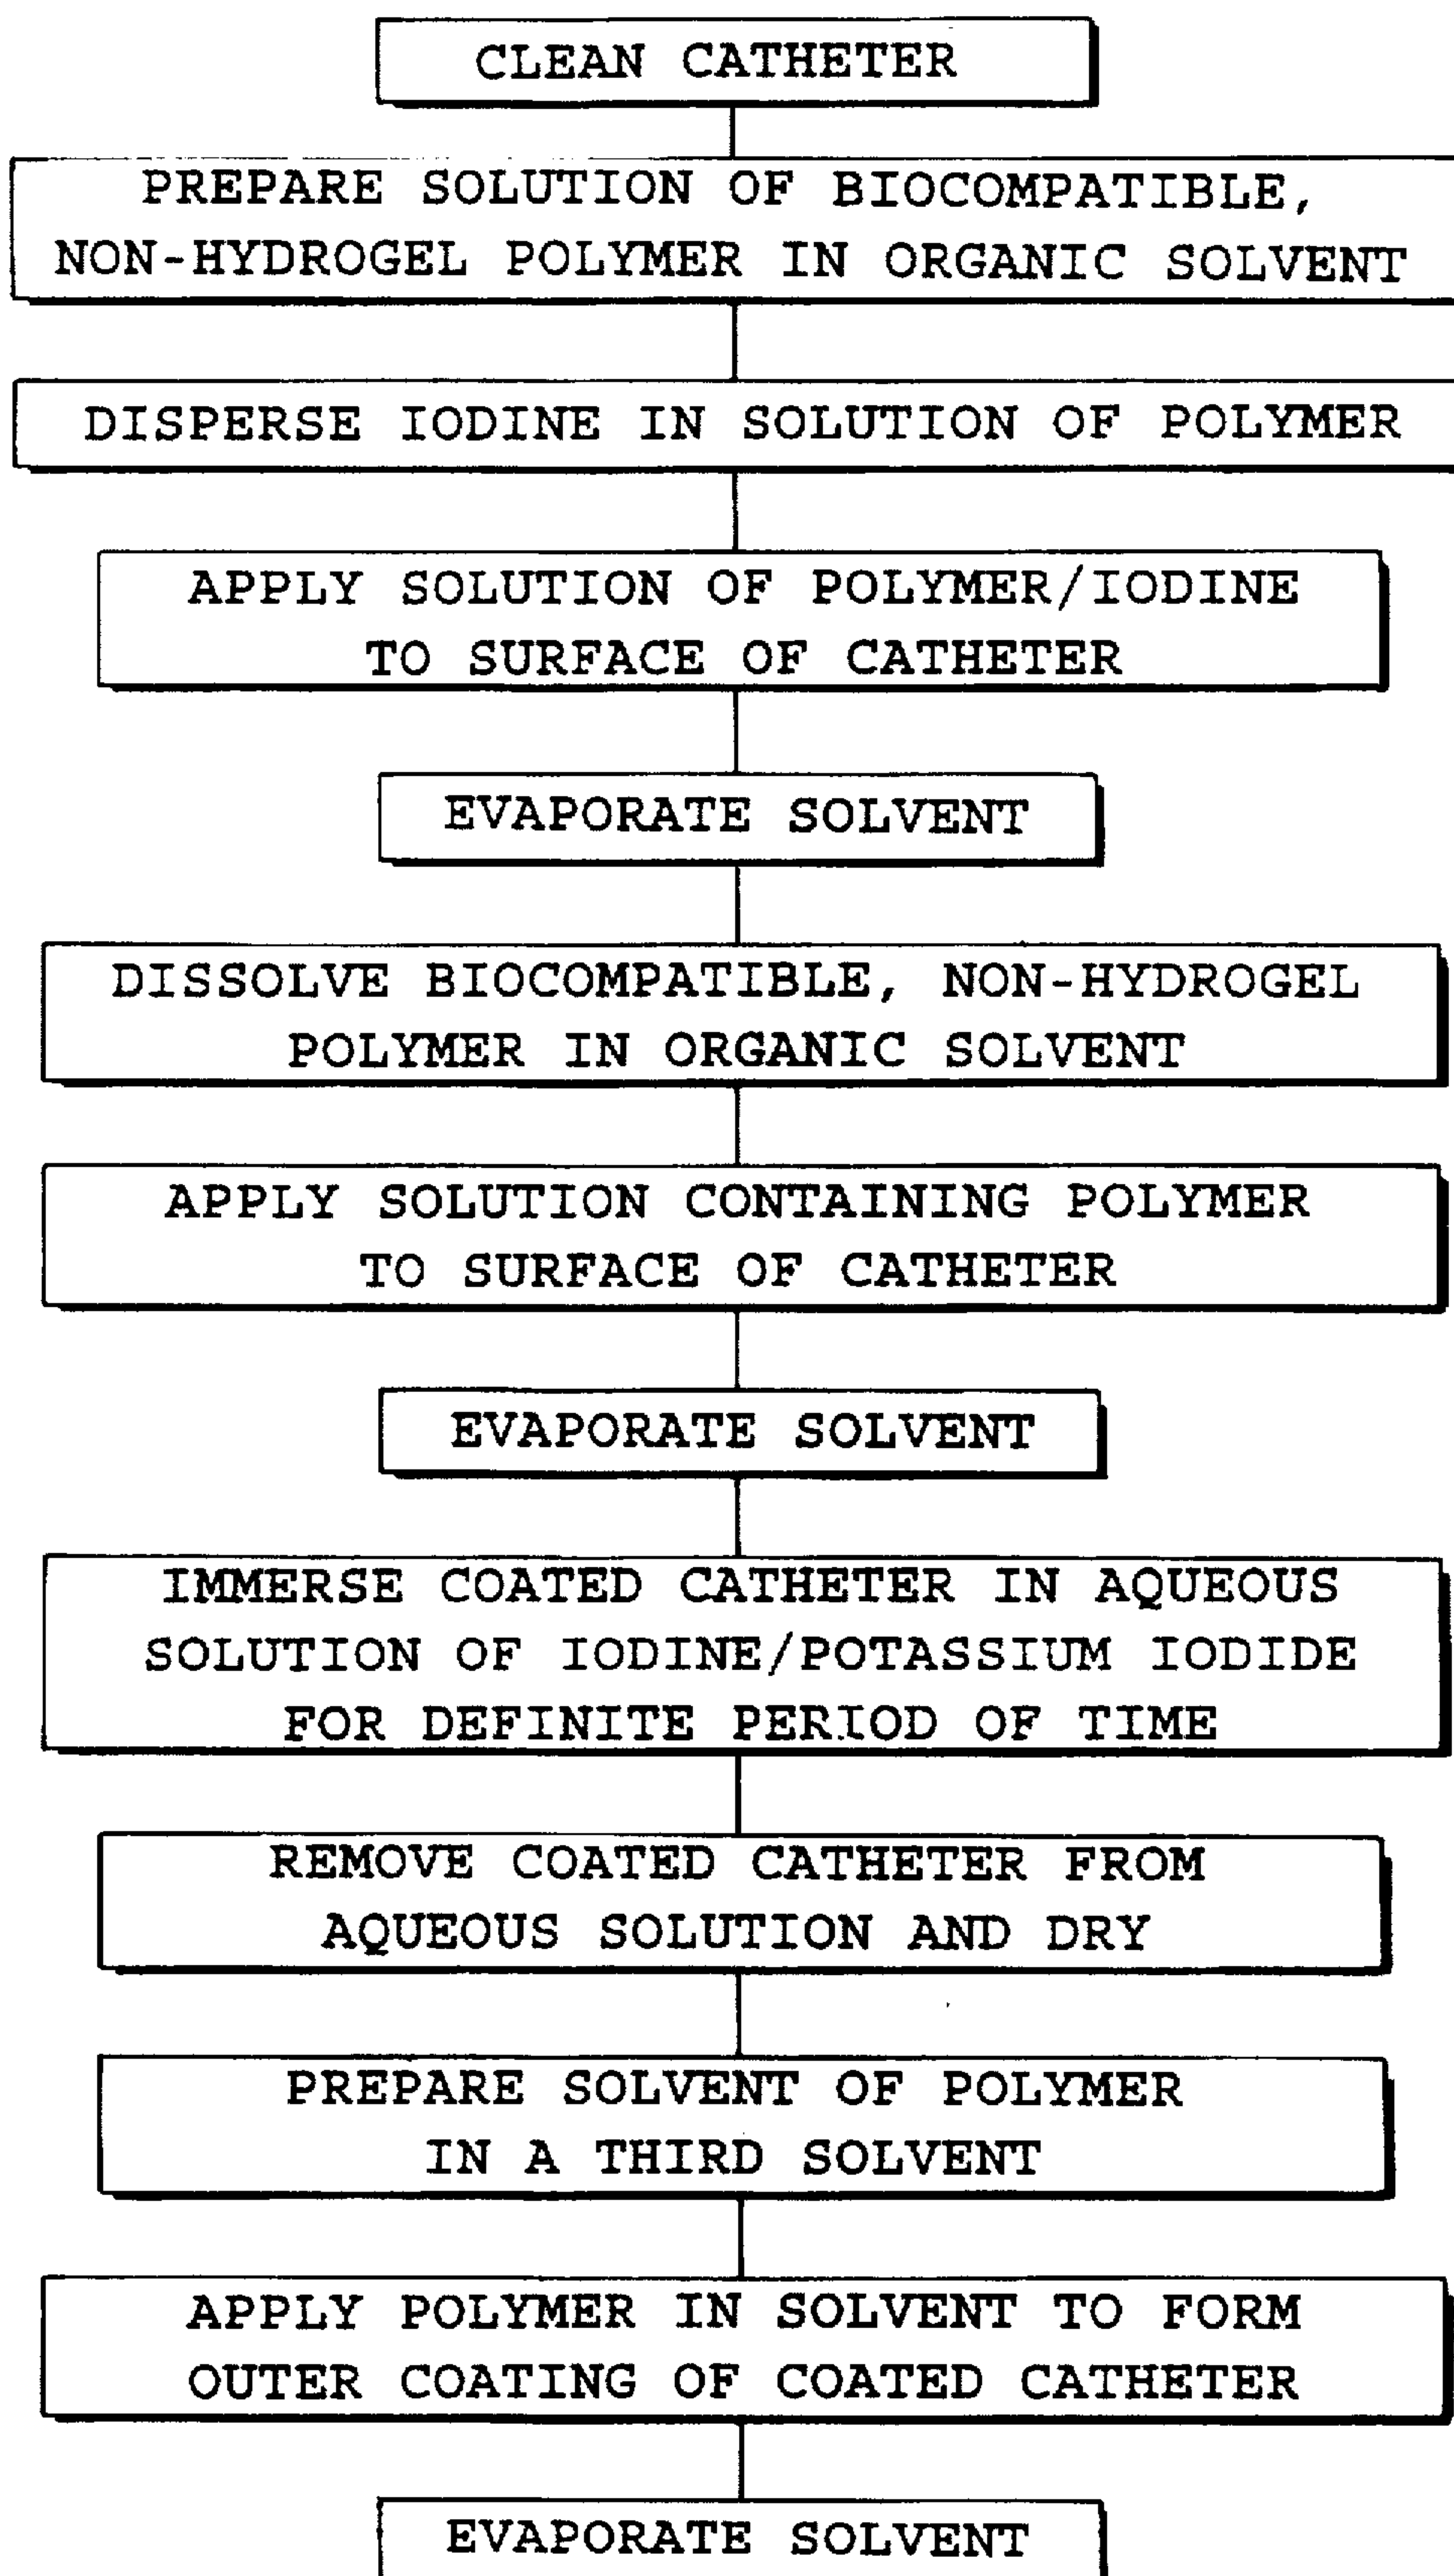 CLEAN CATHETER
PREPARE SOLUTION OF BIOCOMPATIBLE,
NON-HYDROGEL POLYMER IN ORGANIC SOLVENT
DISPERSE IODINE IN SOLUTION OF POLYMER
APPLY SOLUTION OF POLYMER/IODINE
TO SURFACE OF CATHETER
EVAPORATE SOLVENT
DISSOLVE BIOCOMPATIBLE, NON-HYDROGEL
POLYMER IN ORGANIC SOLVENT
APPLY SOLUTION CONTAINING POLYMER
TO SURFACE OF CATHETER
EVAPORATE SOLVENT
IMMERSE COATED CATHETER IN AQUEOUS
SOLUTION OF IODINE/POTASSIUM IODIDE
FOR DEFINITE PERIOD OF TIME
REMOVE COATED CATHETER FROM
AQUEOUS SOLUTION AND DRY
PREPARE SOLVENT OF POLYMER
IN A THIRD SOLVENT
APPLY POLYMER IN SOLVENT TO FORM
OUTER COATING OF COATED CATHETER
EVAPORATE SOLVENT